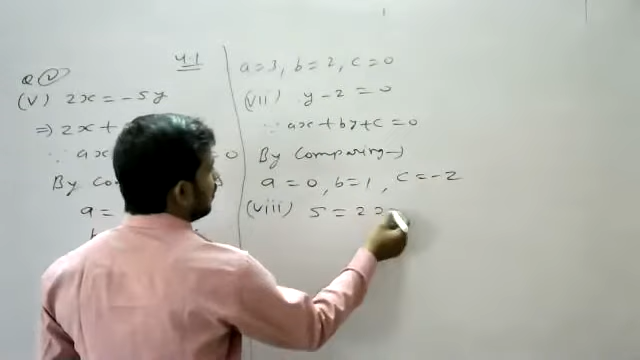 4.1
Q (V)
(V) 2x = -5y
⇒ 2x +
∵ ax
0
By Co
a =
a=3, b=2, c=0
(vii) y-2=0
∵ ax+by+c=0
By Comparing→
a=0, b=1, c=-2
(viii) 5=2